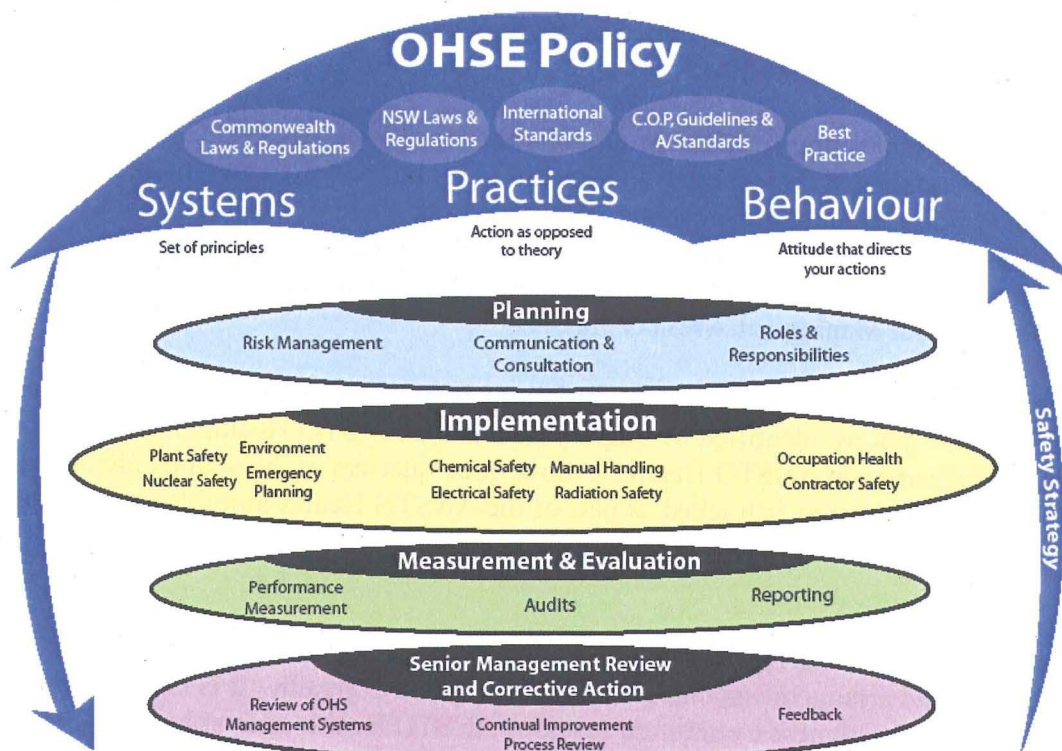 OHSE Policy
Commonwealth
Laws & Regulations
NSW Laws &
Regulations
International
Standards
C.O.P, Guidelines &
A/Standards
Best
Practice
Systems
Practices
Behaviour
Set of principles
Action as opposed
to theory
Attitude that directs
your actions
Planning
Risk Management
Communication &
Consultation
Roles &
Responsibilities
Implementation
Plant Safety
Nuclear Safety
Environment
Emergency
Planning
Chemical Safety
Electrical Safety
Manual Handling
Radiation Safety
Occupation Health
Contractor Safety
Measurement & Evaluation
Performance
Measurement
Audits
Reporting
Senior Management Review
and Corrective Action
Review of OHS
Management Systems
Continual Improvement
Process Review
Feedback
Safety Strategy